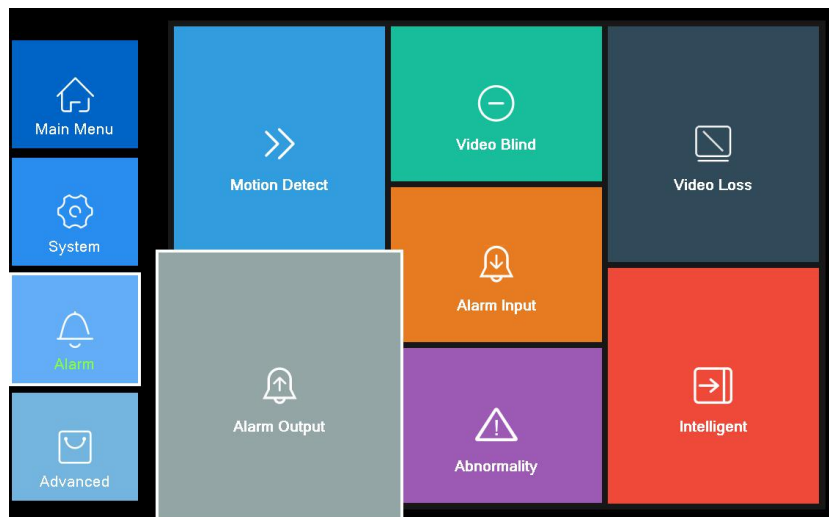 Main Menu
System
Alarm
Advanced
Motion Detect
Video Blind
Video Loss
Alarm Input
Alarm Output
Abnormality
Intelligent